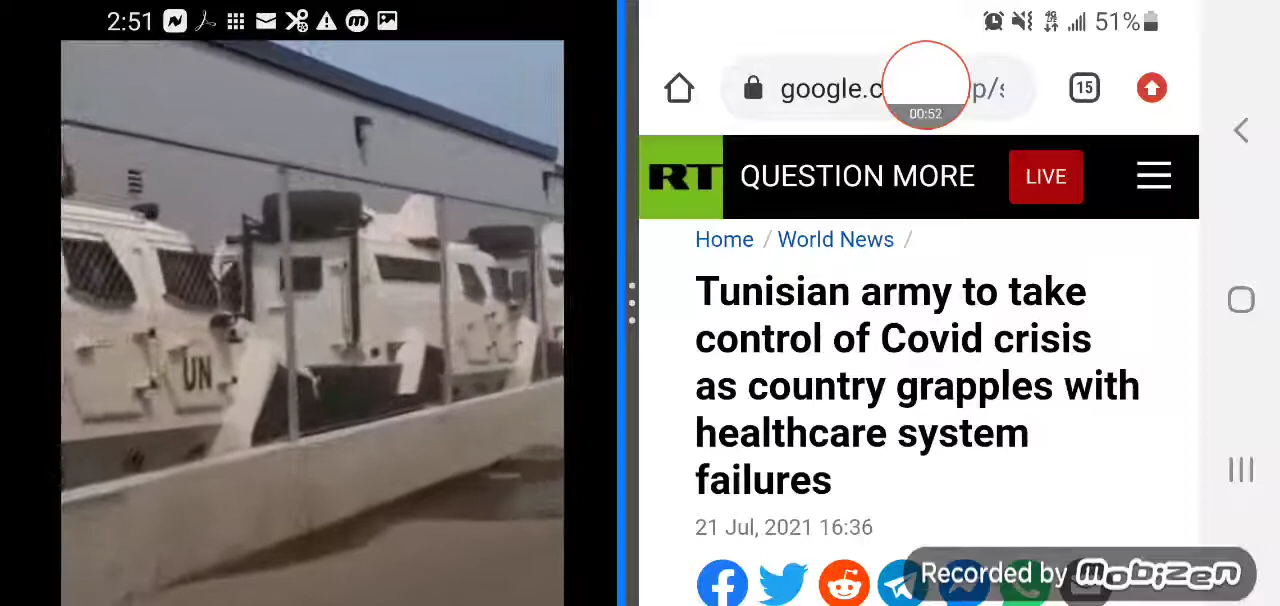 2:51
51%
google.c
p/s
15
00:52
RT
QUESTION MORE
LIVE
Home / World News /
Tunisian army to take
control of Covid crisis
as country grapples with
healthcare system
failures
21 Jul, 2021 16:36
UN
Recorded by Mobizen